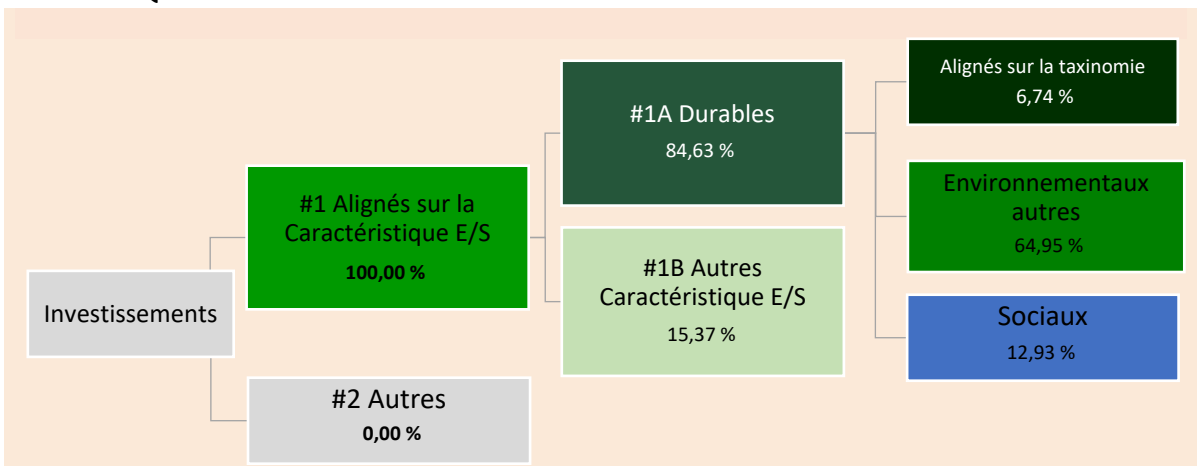 Investissements
#1 Alignés sur la
Caractéristique E/S
100,00 %
#2 Autres
0,00 %
#1A Durables
84,63 %
#1B Autres
Caractéristique E/S
15,37 %
Alignés sur la taxinomie
6,74 %
Environnementaux
autres
64,95 %
Sociaux
12,93 %